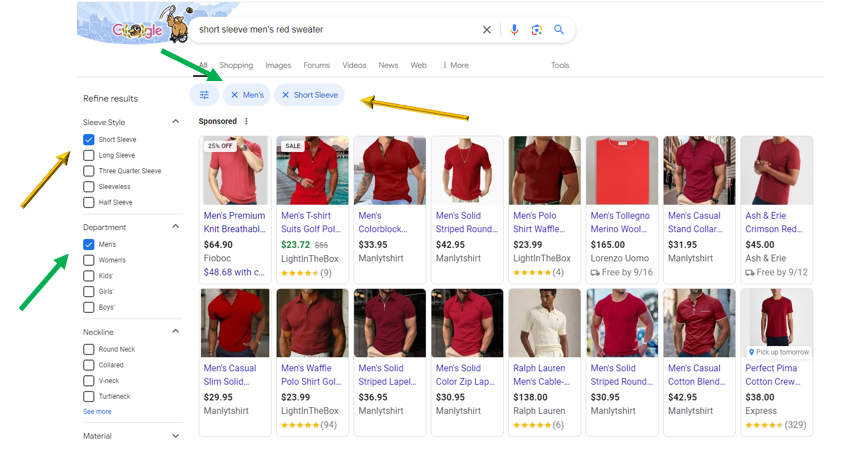 Google
short sleeve men's red sweater
All Shopping Images Forums Videos News Web More Tools
Refine results
Men's Short Sleeve
Sponsored
Sleeve Style
Short Sleeve
Long Sleeve
Three Quarter Sleeve
Sleeveless
Half Sleeve
Department
Men's
Women's
Kids'
Girls'
Boys'
Neckline
Round Neck
Collared
V-neck
Turtleneck
See more
Material
25% OFF
Men's Premium
Knit Breathabl...
$64.90
Fioboc
$48.68 with c...
SALE
Men's T-shirt
Suits Golf Pol...
$23.72 $55
LightInTheBox
(9)
Men's
Colorblock...
$33.95
Manlytshirt
Men's Solid
Striped Round...
$42.95
Manlytshirt
Men's Polo
Shirt Waffle...
$23.99
LightInTheBox
(4)
Men's Tollegno
Merino Wool...
$165.00
Lorenzo Uomo
Free by 9/16
Men's Casual
Stand Collar...
$31.95
Manlytshirt
Ash & Erie
Crimson Red...
$45.00
Ash & Erie
Free by 9/12
Men's Casual
Slim Solid...
$29.95
Manlytshirt
Men's Waffle
Polo Shirt Gol...
$23.99
LightInTheBox
(94)
Men's Solid
Striped Lapel...
$36.95
Manlytshirt
Men's Solid
Color Zip Lap...
$30.95
Manlytshirt
Ralph Lauren
Men's Cable-...
$138.00
Ralph Lauren
(6)
Men's Solid
Striped Round...
$30.95
Manlytshirt
Men's Casual
Cotton Blend...
$42.95
Manlytshirt
Pick up tomorrow
Perfect Pima
Cotton Crew...
$38.00
Express
(329)